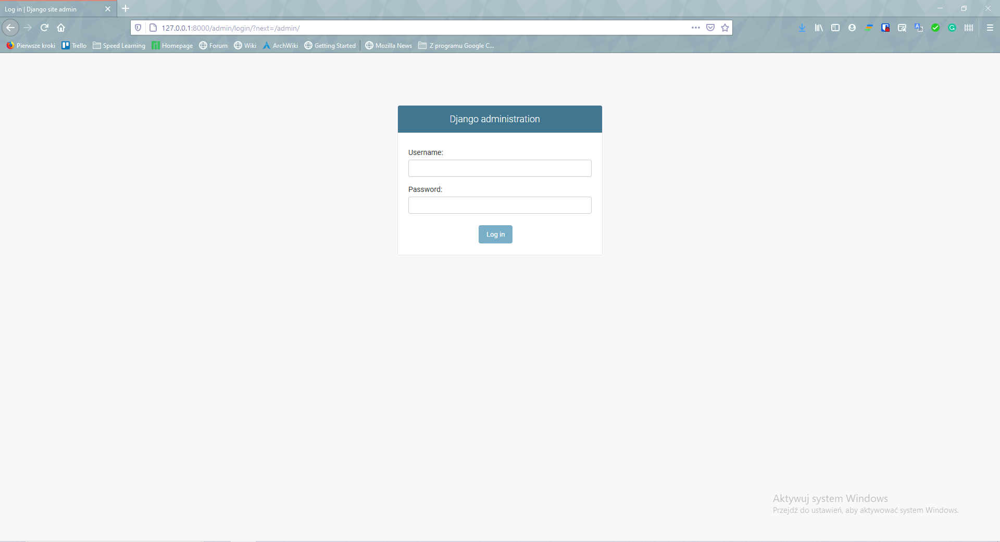 Log in | Django site admin
127.0.0.1:8000/admin/login/?next=/admin/
Pierwsze kroki Trello Speed Learning Homepage Forum Wiki ArchWiki Getting Started Mozilla News Z programu Google C...
Django administration
Username:
Password:
Log in
Aktywuj system Windows
Przejdź do ustawień, aby aktywować system Windows.